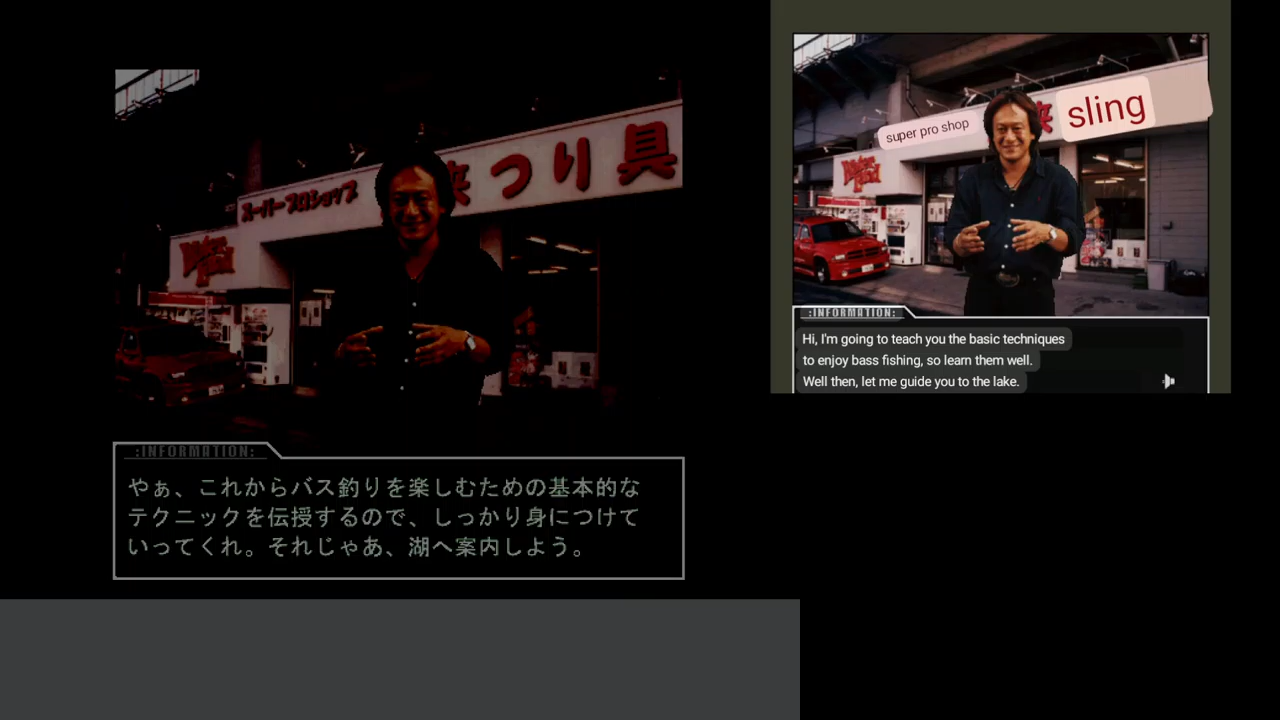 スーパープロショップ
つり具
:INFORMATION:
やぁ、これからバス釣りを楽しむための基本的な
テクニックを伝授するので、しっかり身につけて
いってくれ。それじゃあ、湖へ案内しよう。
super pro shop
sling
:INFORMATION:
Hi, I'm going to teach you the basic techniques
to enjoy bass fishing, so learn them well.
Well then, let me guide you to the lake.